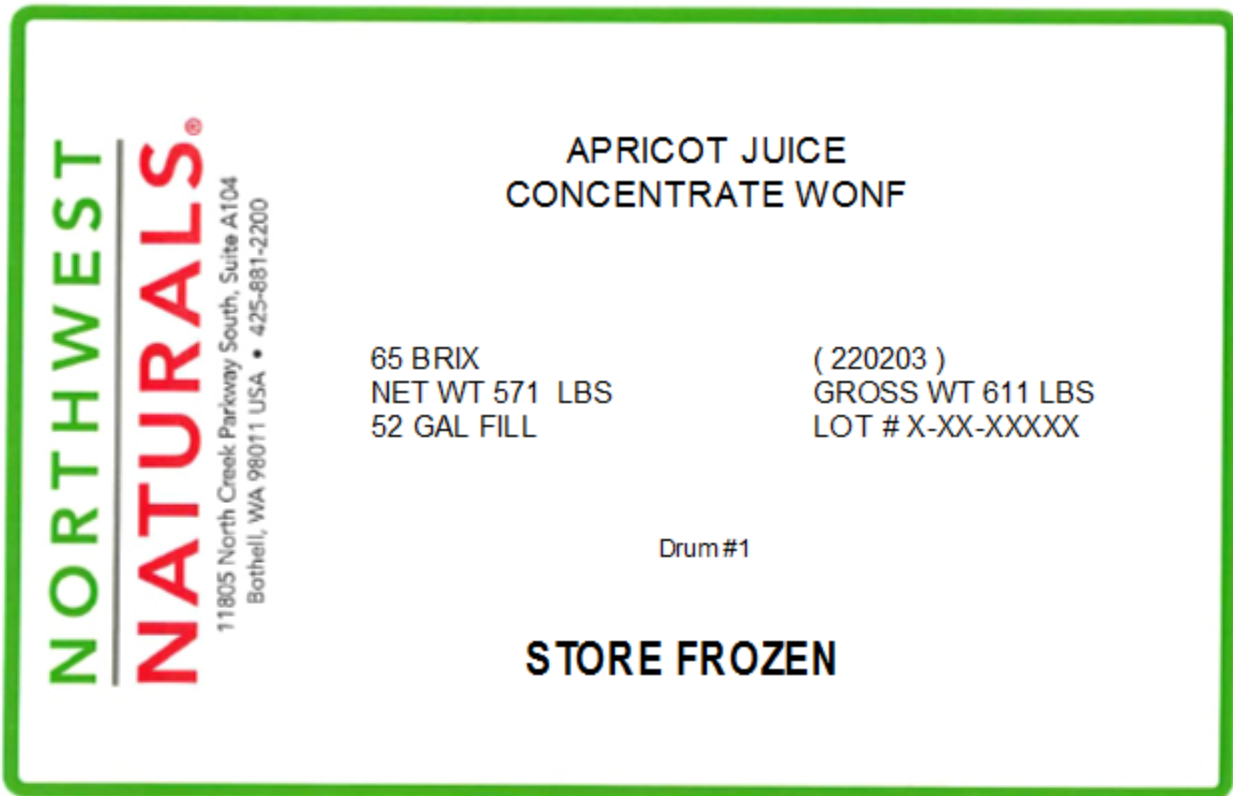 NORTHWEST
NATURALS®
11805 North Creek Parkway South, Suite A104
Bothell, WA 98011 USA • 425-881-2200
APRICOT JUICE
CONCENTRATE WONF
65 BRIX
NET WT 571 LBS
52 GAL FILL
( 220203 )
GROSS WT 611 LBS
LOT # X-XX-XXXXX
Drum #1
STORE FROZEN